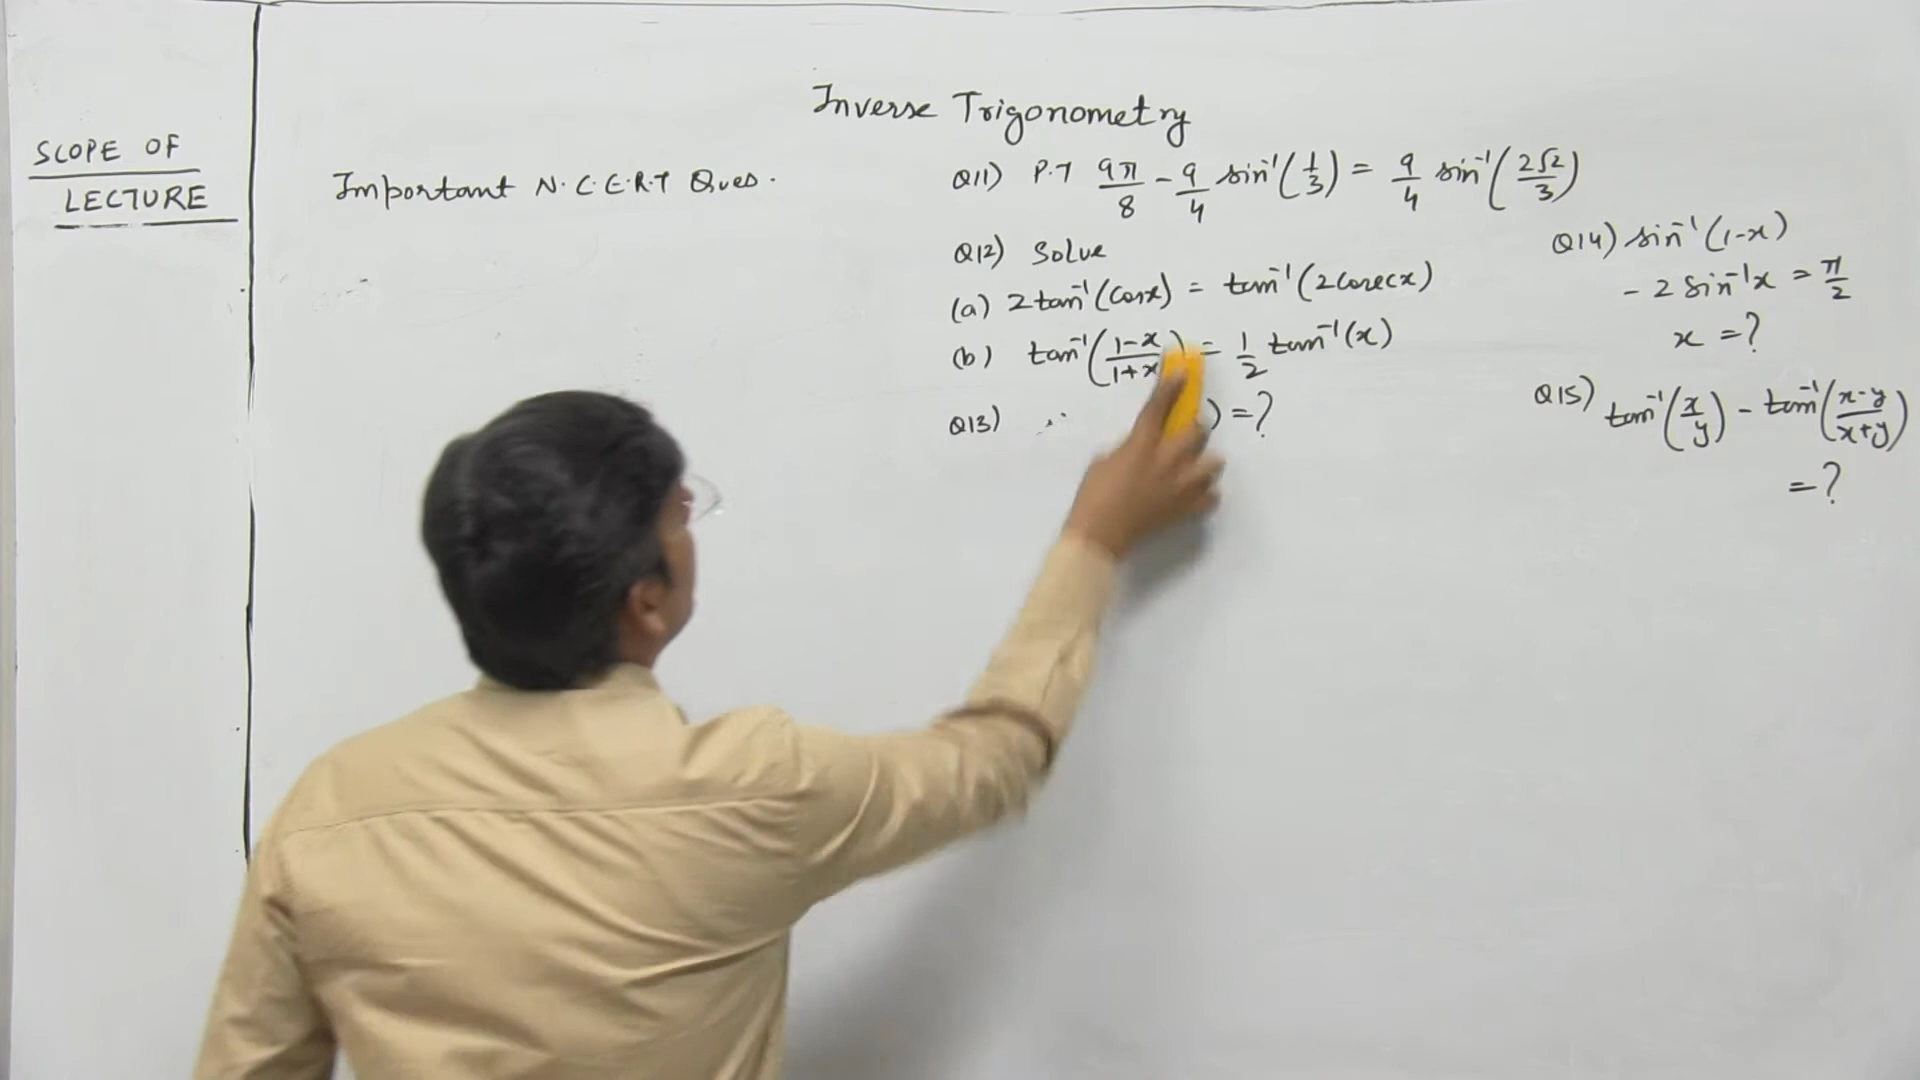 Inverse Trigonometry
SCOPE OF
LECTURE
Important N.C.E.R.T Ques.
Q11) P.T 9π/8 - 9/4 sin⁻¹(1/3) = 9/4 sin⁻¹(2√2/3)
Q12) Solve
(a) 2tan⁻¹(cosx) = tan⁻¹(2cosecx)
(b) tan⁻¹(1-x/1+x) = 1/2 tan⁻¹(x)
Q13) ) = ?
Q14) sin⁻¹(1-x)
- 2 sin⁻¹x = π/2
x = ?
Q15) tan⁻¹(x/y) - tan⁻¹(x-y/x+y)
= ?